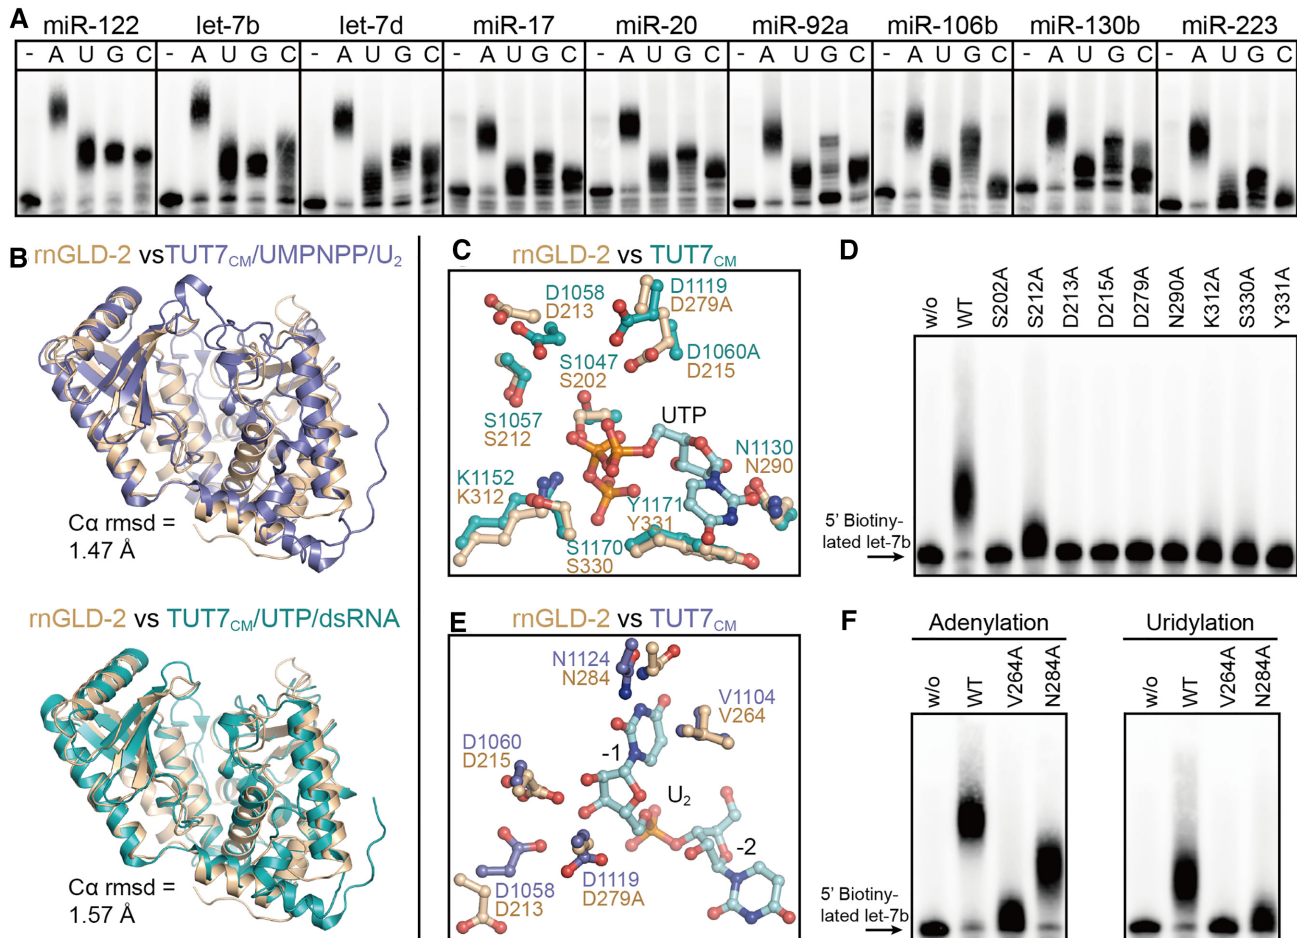 A
miR-122 let-7b let-7d miR-17 miR-20 miR-92a miR-106b miR-130b miR-223
- A U G C - A U G C - A U G C - A U G C - A U G C - A U G C - A U G C - A U G C - A U G C
B
rnGLD-2 vsTUT7CM/UMPNPP/U2
Cα rmsd =
1.47 Å
rnGLD-2 vs TUT7CM/UTP/dsRNA
Cα rmsd =
1.57 Å
C
rnGLD-2 vs TUT7CM
D1058
D213
D1119
D279A
D1060A
D215
S1047
S202
S1057
S212
UTP
N1130
N290
K1152
K312
Y1171
Y331
S1170
S330
D
w/o WT S202A S212A D213A D215A D279A N290A K312A S330A Y331A
5' Biotiny-
lated let-7b
E
rnGLD-2 vs TUT7CM
N1124
N284
V1104
V264
D1060
D215
-1
U2
-2
D1058
D213
D1119
D279A
F
Adenylation Uridylation
w/o WT V264A N284A w/o WT V264A N284A
5' Biotiny-
lated let-7b